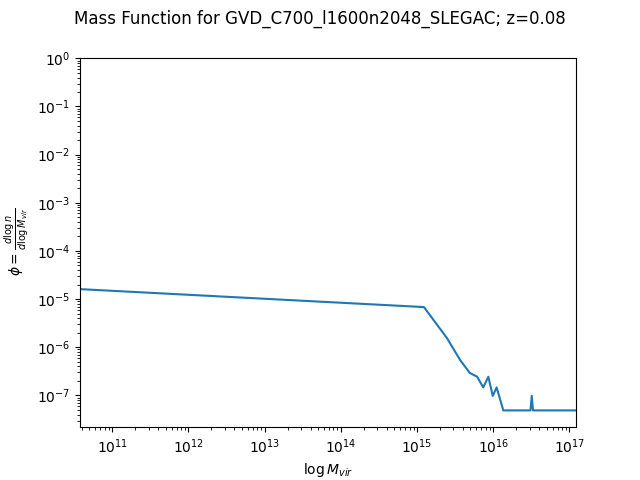 Mass Function for GVD_C700_l1600n2048_SLEGAC; z=0.08
10^0
10^-1
10^-2
10^-3
10^-4
10^-5
10^-6
10^-7
ϕ = d log n / d log M_vir
10^11 10^12 10^13 10^14 10^15 10^16 10^17
log M_vir